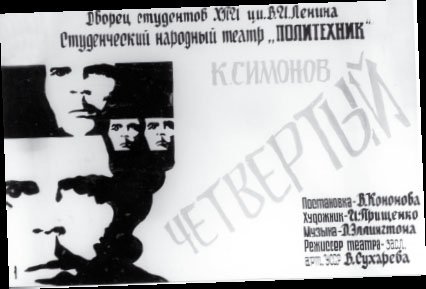 Дворец студентов ХПИ им. В.И.Ленина
Студенческий народный театр „ПОЛИТЕХНИК"
К. СИМОНОВ
ЧЕТВЕРТЫЙ
Постановка-В.Кононова
Художник-И.Прищенко
Музыка-Д.Эллингтона
Режиссер театра-засл.
арт. УССР В.Сухарева